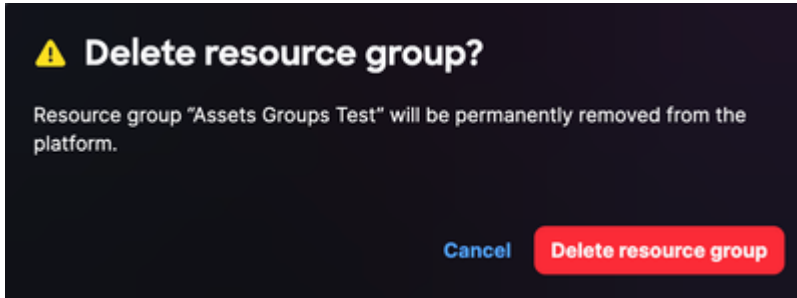 Delete resource group?
Resource group "Assets Groups Test" will be permanently removed from the
platform.
Cancel
Delete resource group